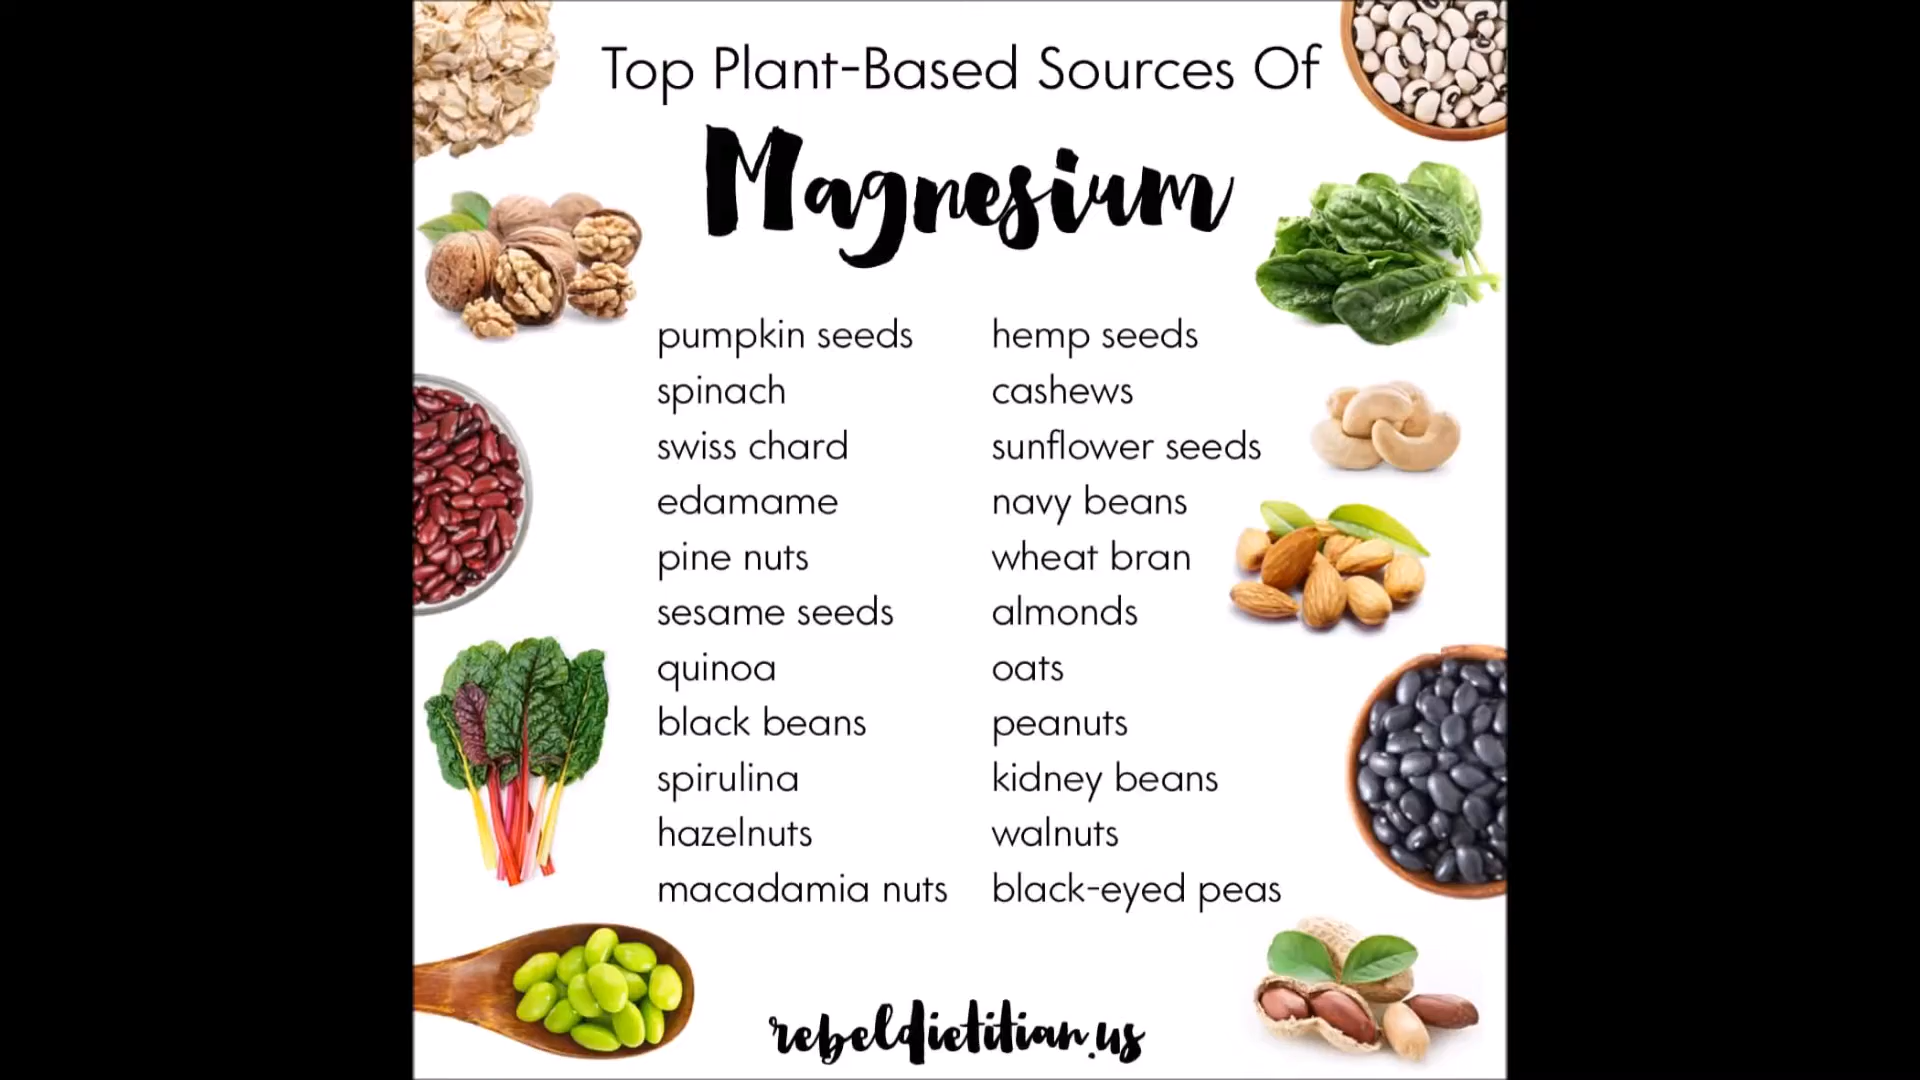 Top Plant-Based Sources Of
Magnesium
pumpkin seeds
spinach
swiss chard
edamame
pine nuts
sesame seeds
quinoa
black beans
spirulina
hazelnuts
macadamia nuts
hemp seeds
cashews
sunflower seeds
navy beans
wheat bran
almonds
oats
peanuts
kidney beans
walnuts
black-eyed peas
rebeldietitian.us